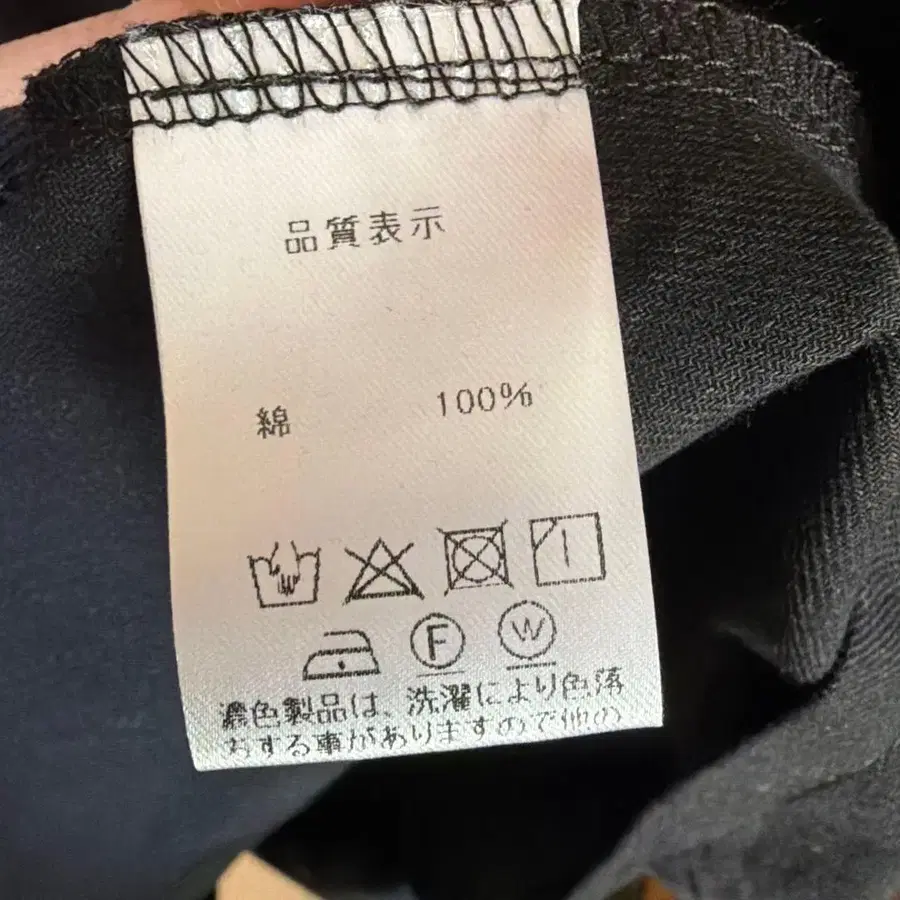 品質表示
綿 100%
F W
濃色製品は、洗濯により色落
ちする事がありますので他の